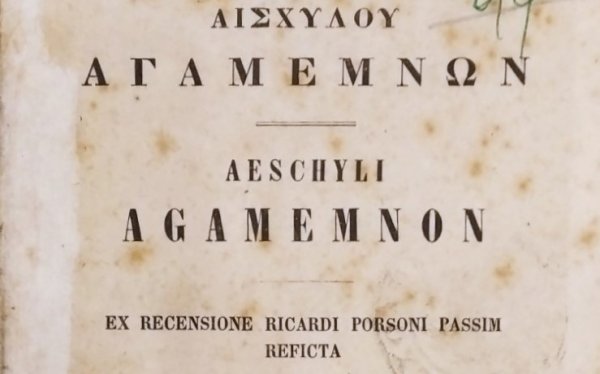 ΑΙΣΧΥΛΟΥ
ΑΓΑΜΕΜΝΩΝ
AESCHYLI
AGAMEMNON
EX RECENSIONE RICARDI PORSONI PASSIM
REFICTA